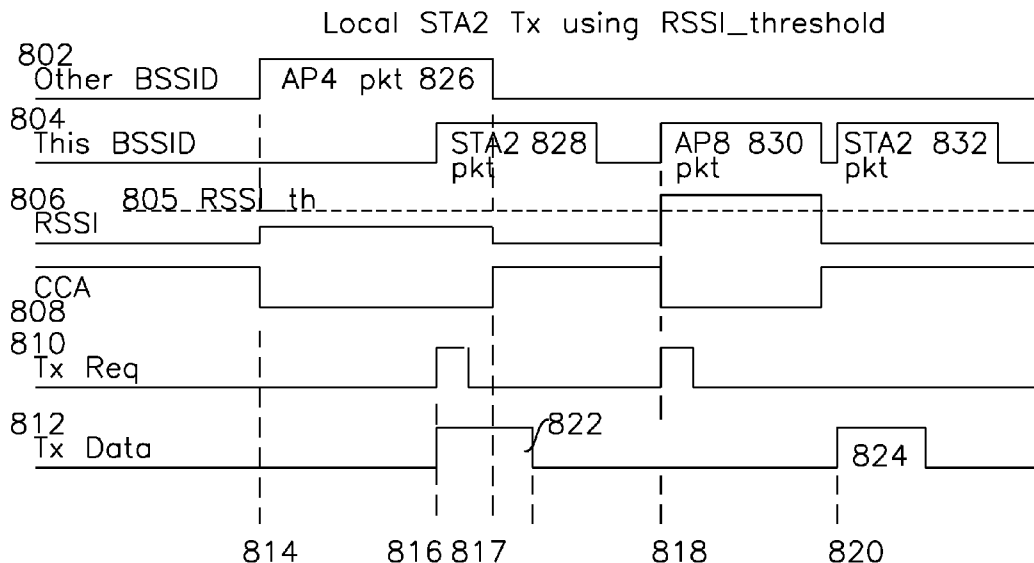 Local STA2 Tx using RSSI_threshold
802
Other BSSID
AP4 pkt 826
804
This BSSID
STA2 828
pkt
AP8 830
pkt
STA2 832
pkt
805 RSSI_th
806
RSSI
CCA
808
810
Tx Req
812
Tx Data
822
824
814
816
817
818
820